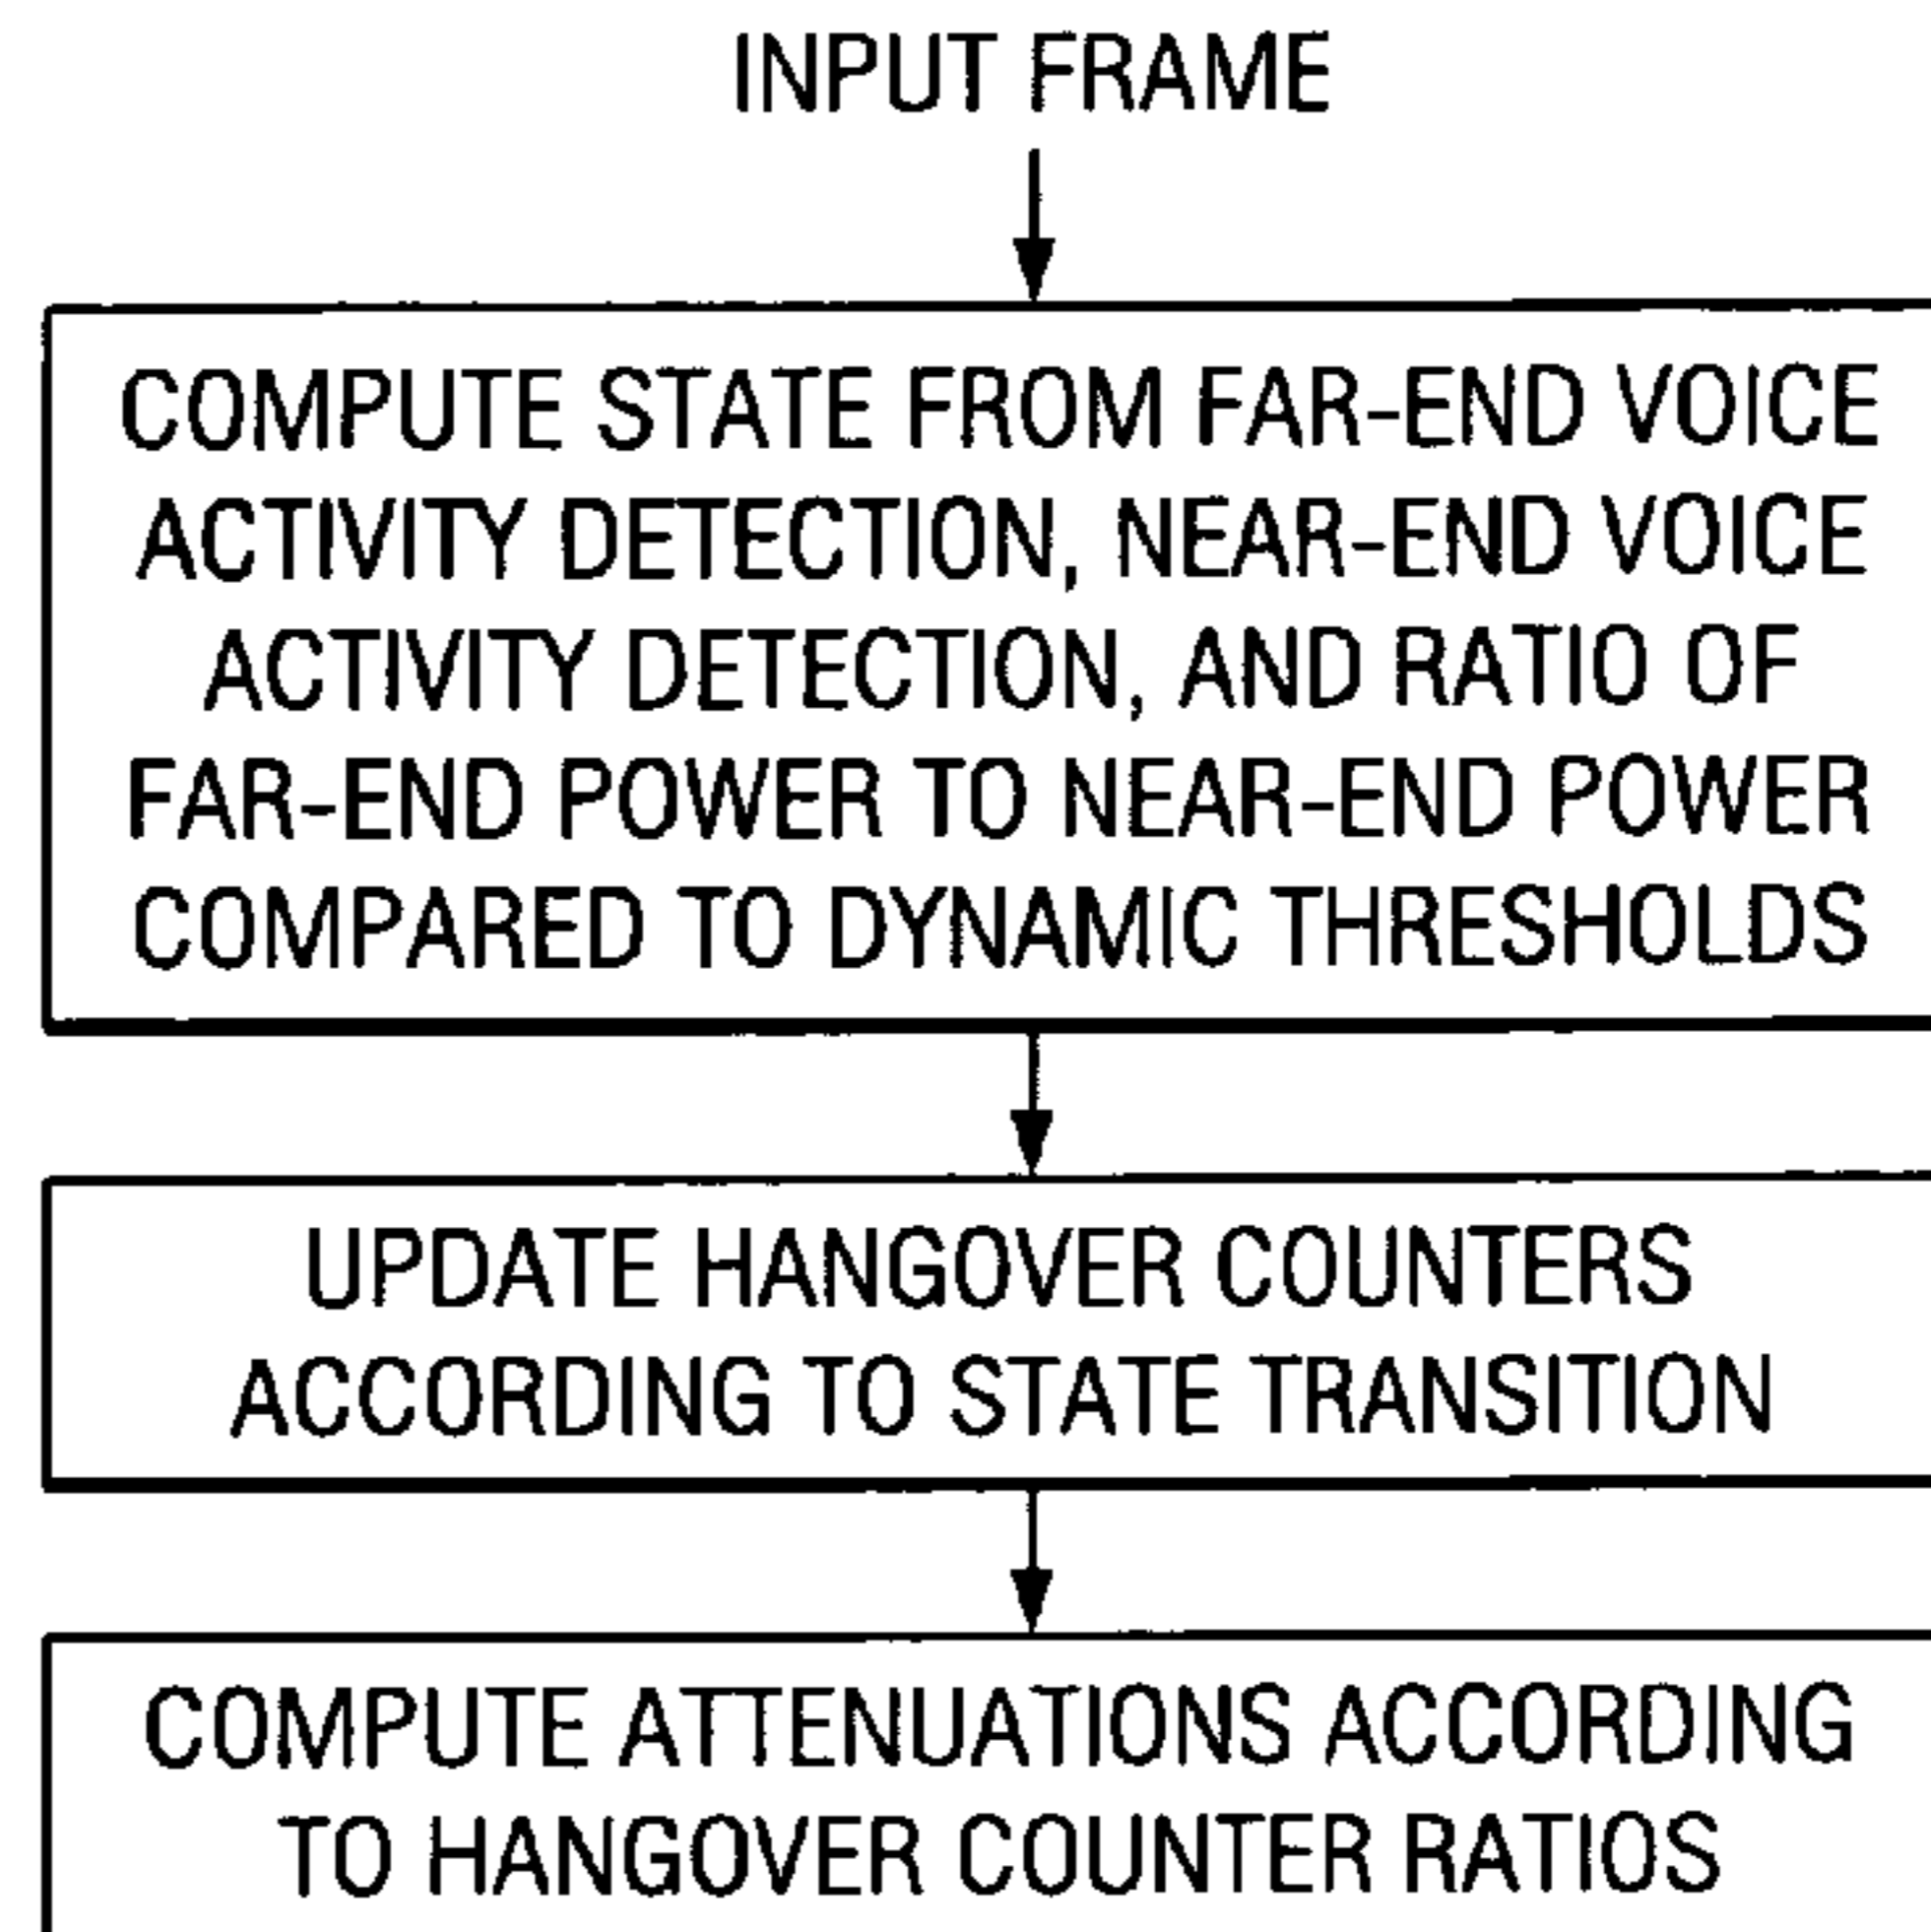 INPUT FRAME
COMPUTE STATE FROM FAR-END VOICE
ACTIVITY DETECTION, NEAR-END VOICE
ACTIVITY DETECTION, AND RATIO OF
FAR-END POWER TO NEAR-END POWER
COMPARED TO DYNAMIC THRESHOLDS
UPDATE HANGOVER COUNTERS
ACCORDING TO STATE TRANSITION
COMPUTE ATTENUATIONS ACCORDING
TO HANGOVER COUNTER RATIOS